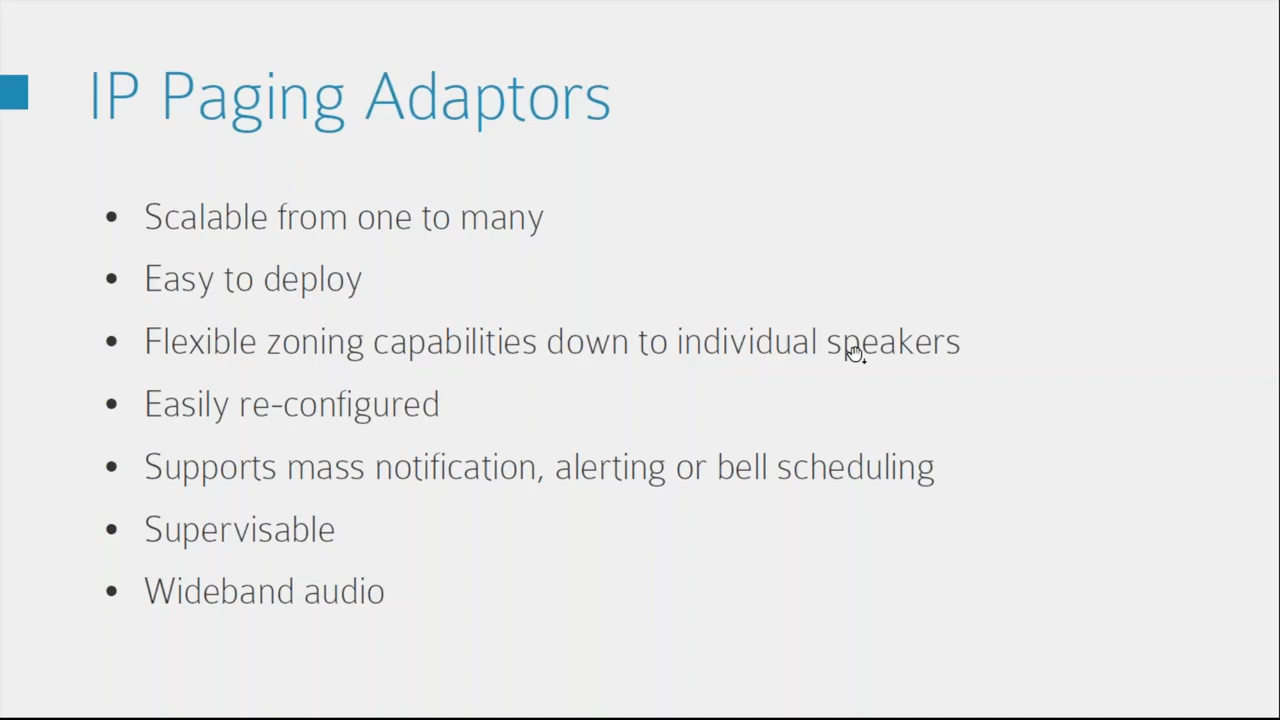 IP Paging Adaptors
• Scalable from one to many
• Easy to deploy
• Flexible zoning capabilities down to individual speakers
• Easily re-configured
• Supports mass notification, alerting or bell scheduling
• Supervisable
• Wideband audio